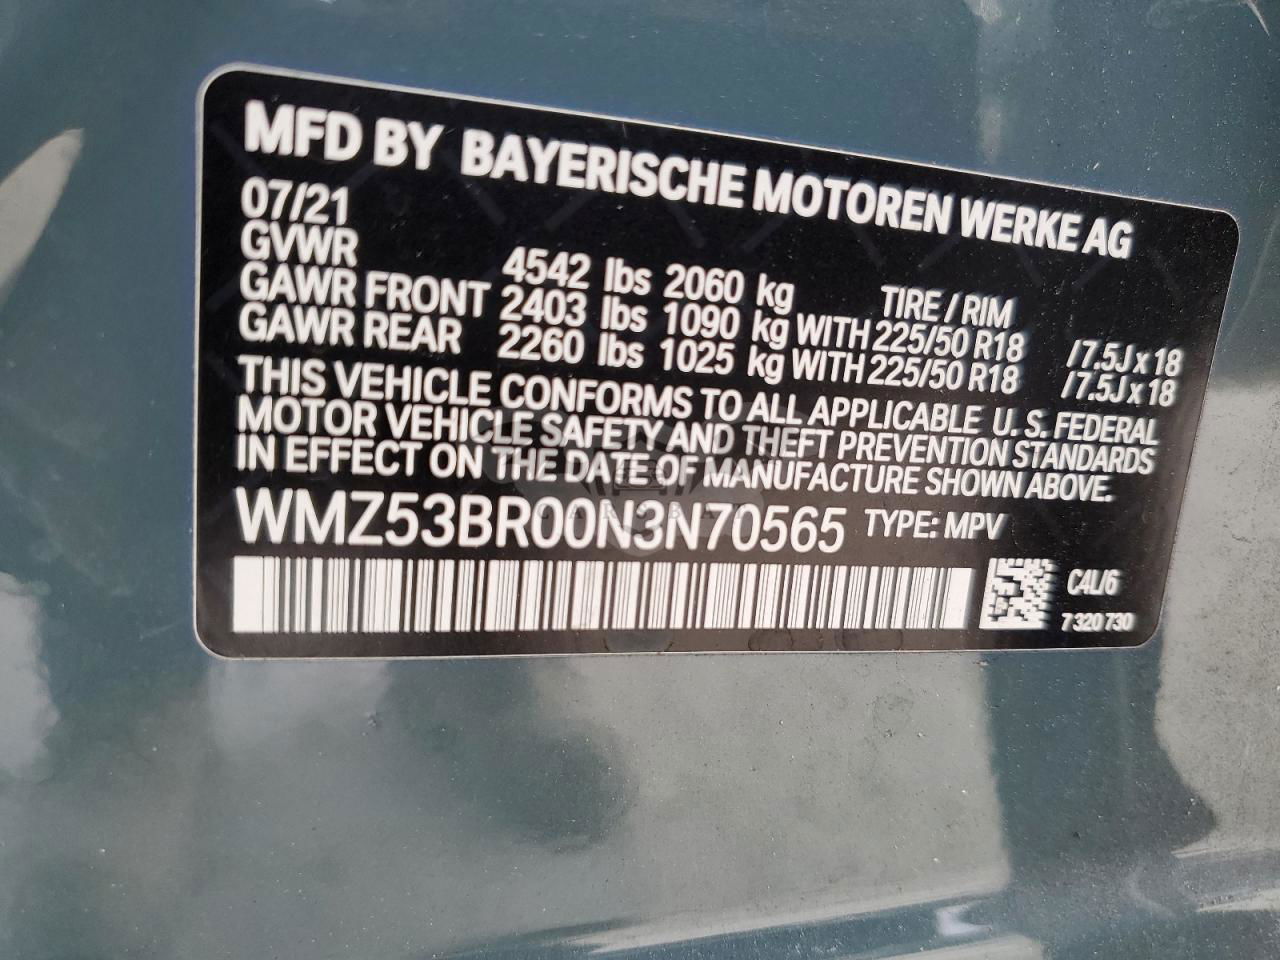 MFD BY BAYERISCHE MOTOREN WERKE AG
07/21
GVWR 4542 lbs 2060 kg TIRE / RIM
GAWR FRONT 2403 lbs 1090 kg WITH 225/50 R18 /7.5J x 18
GAWR REAR 2260 lbs 1025 kg WITH 225/50 R18 /7.5J x 18
THIS VEHICLE CONFORMS TO ALL APPLICABLE U. S. FEDERAL
MOTOR VEHICLE SAFETY AND THEFT PREVENTION STANDARDS
IN EFFECT ON THE DATE OF MANUFACTURE SHOWN ABOVE.
WMZ53BR00N3N70565 TYPE: MPV
C4L/6
7 320 730